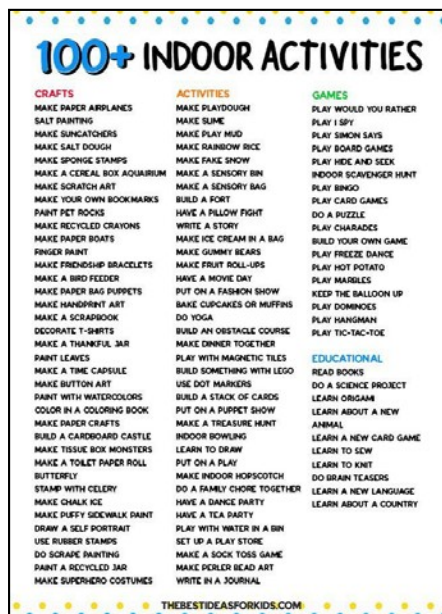 100+ INDOOR ACTIVITIES
CRAFTS
MAKE PAPER AIRPLANES
SALT PAINTING
MAKE SUNCATCHERS
MAKE SALT DOUGH
MAKE SPONGE STAMPS
MAKE A CEREAL BOX AQUAIRIUM
MAKE SCRATCH ART
MAKE YOUR OWN BOOKMARKS
PAINT PET ROCKS
MAKE RECYCLED CRAYONS
MAKE PAPER BOATS
FINGER PAINT
MAKE FRIENDSHIP BRACELETS
MAKE A BIRD FEEDER
MAKE PAPER BAG PUPPETS
MAKE HANDPRINT ART
MAKE A SCRAPBOOK
DECORATE T-SHIRTS
MAKE A THANKFUL JAR
PAINT LEAVES
MAKE A TIME CAPSULE
MAKE BUTTON ART
PAINT WITH WATERCOLORS
COLOR IN A COLORING BOOK
MAKE PAPER CRAFTS
BUILD A CARDBOARD CASTLE
MAKE TISSUE BOX MONSTERS
MAKE A TOILET PAPER ROLL
BUTTERFLY
STAMP WITH CELERY
MAKE CHALK ICE
MAKE PUFFY SIDEWALK PAINT
DRAW A SELF PORTRAIT
USE RUBBER STAMPS
DO SCRAPE PAINTING
PAINT A RECYCLED JAR
MAKE SUPERHERO COSTUMES
ACTIVITIES
MAKE PLAYDOUGH
MAKE SLIME
MAKE PLAY MUD
MAKE RAINBOW RICE
MAKE FAKE SNOW
MAKE A SENSORY BIN
MAKE A SENSORY BAG
BUILD A FORT
HAVE A PILLOW FIGHT
WRITE A STORY
MAKE ICE CREAM IN A BAG
MAKE GUMMY BEARS
MAKE FRUIT ROLL-UPS
HAVE A MOVIE DAY
PUT ON A FASHION SHOW
BAKE CUPCAKES OR MUFFINS
DO YOGA
BUILD AN OBSTACLE COURSE
MAKE DINNER TOGETHER
PLAY WITH MAGNETIC TILES
BUILD SOMETHING WITH LEGO
USE DOT MARKERS
BUILD A STACK OF CARDS
PUT ON A PUPPET SHOW
MAKE A TREASURE HUNT
INDOOR BOWLING
LEARN TO DRAW
PUT ON A PLAY
MAKE INDOOR HOPSCOTCH
DO A FAMILY CHORE TOGETHER
HAVE A DANCE PARTY
HAVE A TEA PARTY
PLAY WITH WATER IN A BIN
SET UP A PLAY STORE
MAKE A SOCK TOSS GAME
MAKE PERLER BEAD ART
WRITE IN A JOURNAL
GAMES
PLAY WOULD YOU RATHER
PLAY I SPY
PLAY SIMON SAYS
PLAY BOARD GAMES
PLAY HIDE AND SEEK
INDOOR SCAVENGER HUNT
PLAY BINGO
PLAY CARD GAMES
DO A PUZZLE
PLAY CHARADES
BUILD YOUR OWN GAME
PLAY FREEZE DANCE
PLAY HOT POTATO
PLAY MARBLES
KEEP THE BALLOON UP
PLAY DOMINOES
PLAY HANGMAN
PLAY TIC-TAC-TOE
EDUCATIONAL
READ BOOKS
DO A SCIENCE PROJECT
LEARN ORIGAMI
LEARN ABOUT A NEW
ANIMAL
LEARN A NEW CARD GAME
LEARN TO SEW
LEARN TO KNIT
DO BRAIN TEASERS
LEARN A NEW LANGUAGE
LEARN ABOUT A COUNTRY
THEBESTIDEASFORKIDS.COM